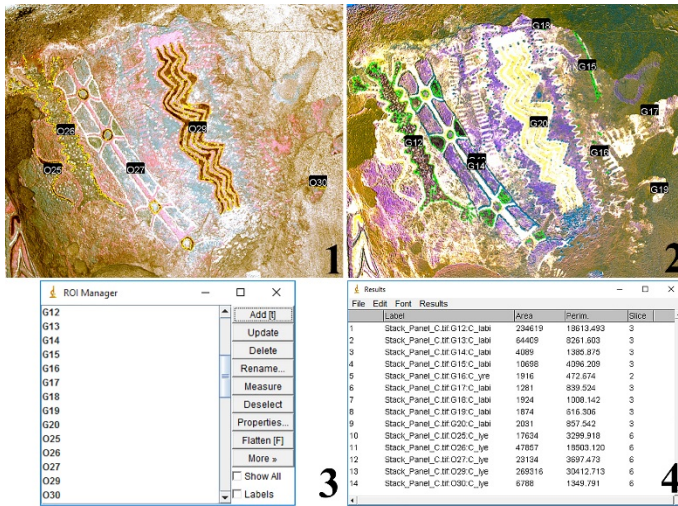 O26
O29
O25
O27
O30
1
G18
G15
G17
G12
G20
G16
G14
G19
2
ROI Manager
G12
G13
G14
G15
G16
G17
G18
G19
G20
O25
O26
O27
O29
O30
Add [t]
Update
Delete
Rename...
Measure
Deselect
Properties...
Flatten [F]
More »
Show All
Labels
3
Results
File Edit Font Results
Label Area Perim. Slice
1 Stack_Panel_C.tif:G12:C_labi 234619 18613.493 3
2 Stack_Panel_C.tif:G13:C_labi 64409 8261.603 3
3 Stack_Panel_C.tif:G14:C_labi 4089 1385.875 3
4 Stack_Panel_C.tif:G15:C_labi 10698 4096.209 3
5 Stack_Panel_C.tif:G16:C_yre 1916 472.674 2
6 Stack_Panel_C.tif:G17:C_labi 1281 839.524 3
7 Stack_Panel_C.tif:G18:C_labi 1924 1008.142 3
8 Stack_Panel_C.tif:G19:C_labi 1874 616.306 3
9 Stack_Panel_C.tif:G20:C_labi 2031 857.542 3
10 Stack_Panel_C.tif:O25:C_lye 17634 3299.918 6
11 Stack_Panel_C.tif:O26:C_lye 47857 18503.120 6
12 Stack_Panel_C.tif:O27:C_lye 23134 3697.473 6
13 Stack_Panel_C.tif:O29:C_lye 269316 30412.713 6
14 Stack_Panel_C.tif:O30:C_lye 6788 1349.791 6
4